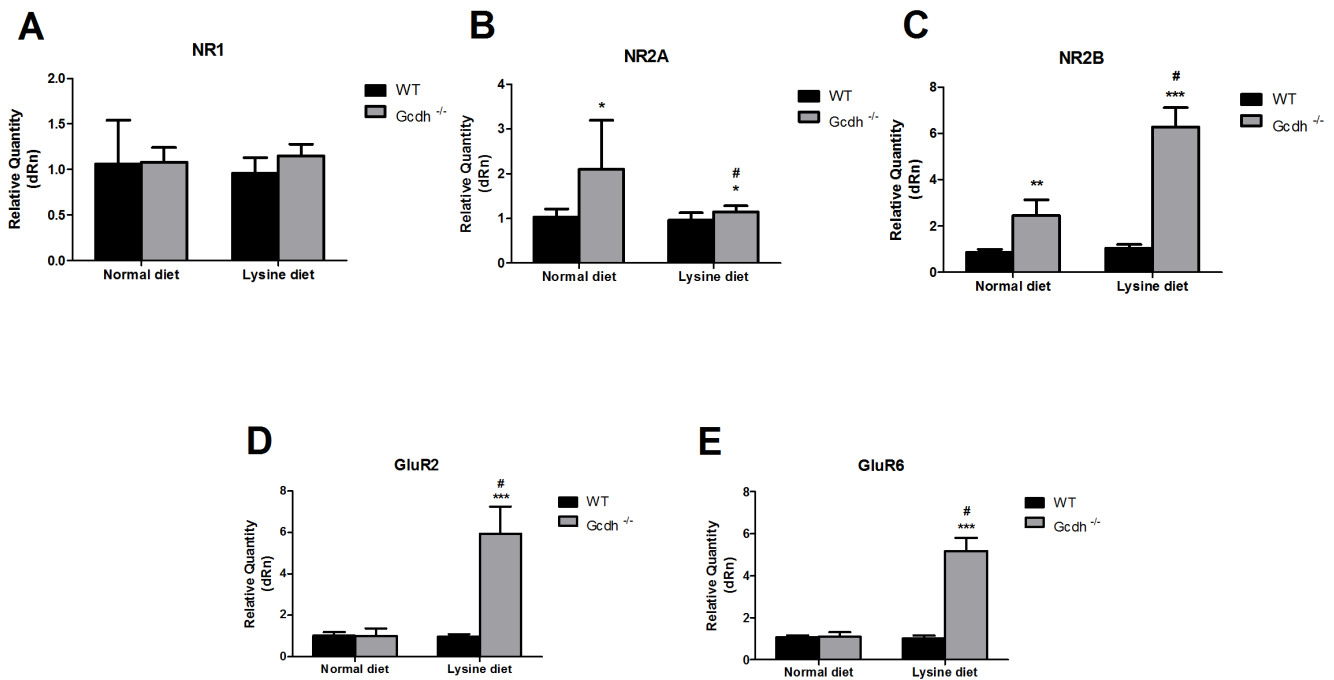 A
NR1
Relative Quantity
(dRn)
2.0
1.5
1.0
0.5
0.0
Normal diet
Lysine diet
WT
Gcdh -/-
B
NR2A
Relative Quantity
(dRn)
4
3
2
1
0
*
#
*
Normal diet
Lysine diet
WT
Gcdh -/-
C
NR2B
Relative Quantity
(dRn)
8
6
4
2
0
**
#
***
Normal diet
Lysine diet
WT
Gcdh -/-
D
GluR2
Relative Quantity
(dRn)
8
6
4
2
0
#
***
Normal diet
Lysine diet
WT
Gcdh -/-
E
GluR6
Relative Quantity
(dRn)
8
6
4
2
0
#
***
Normal diet
Lysine diet
WT
Gcdh -/-